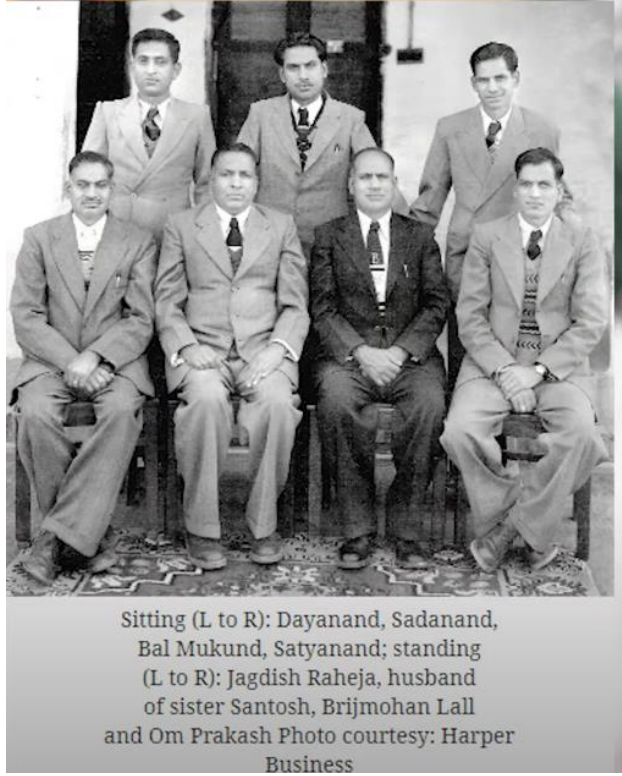 Sitting (L to R): Dayanand, Sadanand,
Bal Mukund, Satyanand; standing
(L to R): Jagdish Raheja, husband
of sister Santosh, Brijmohan Lall
and Om Prakash Photo courtesy: Harper
Business